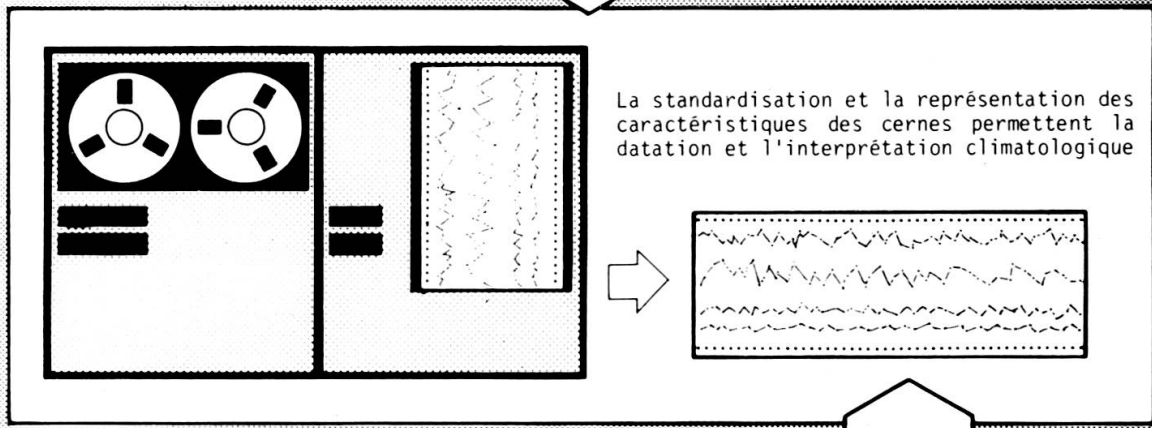 La standardisation et la représentation des
caractéristiques des cernes permettent la
datation et l'interprétation climatologique